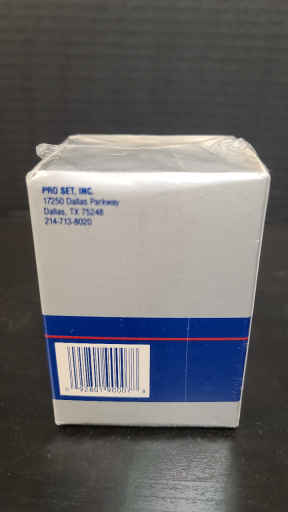 PRO SET, INC.
17250 Dallas Parkway
Dallas, TX 75248
214-713-8020